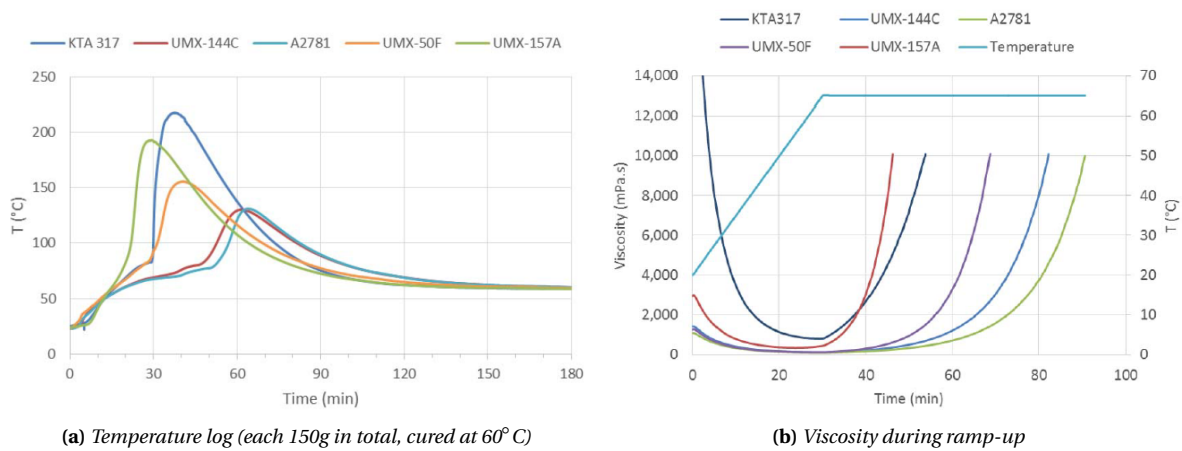 KTA 317 UMX-144C A2781 UMX-50F UMX-157A
250
200
150
100
50
0
T (°C)
0 30 60 90 120 150 180
Time (min)
(a) Temperature log (each 150g in total, cured at 60° C)
KTA317 UMX-144C A2781
UMX-50F UMX-157A Temperature
14,000 70
12,000 60
10,000 50
8,000 40
6,000 30
4,000 20
2,000 10
0 0
Viscosity (mPa.s)
T (°C)
0 20 40 60 80 100
Time (min)
(b) Viscosity during ramp-up